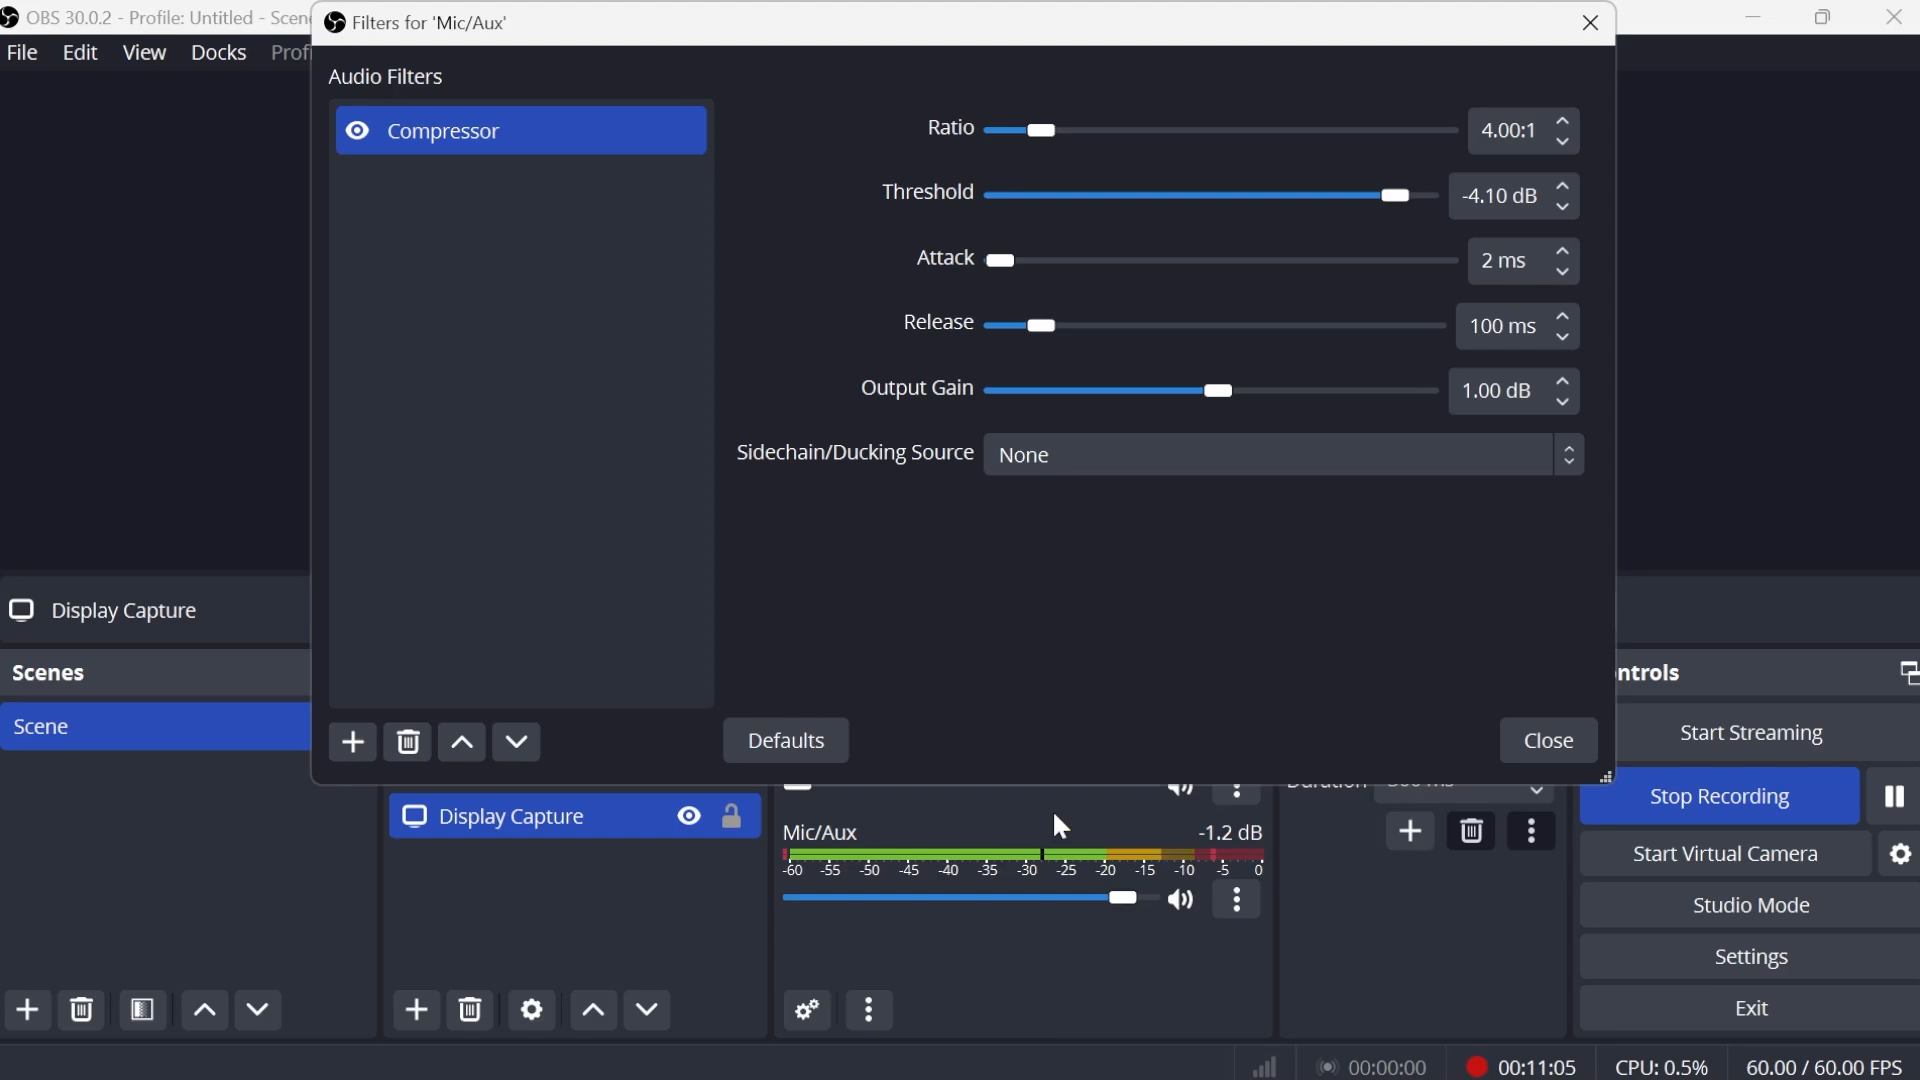 OBS 30.0.2 - Profile: Untitled - Scen
Filters for 'Mic/Aux'
File Edit View Docks Prof
Audio Filters
Compressor
Ratio 4.00:1
Threshold -4.10 dB
Attack 2 ms
Release 100 ms
Output Gain 1.00 dB
Sidechain/Ducking Source None
Defaults
Close
Display Capture
Scenes
Scene
Display Capture
Mic/Aux -1.2 dB
-60 -55 -50 -45 -40 -35 -30 -25 -20 -15 -10 -5 0
ntrols
Start Streaming
Stop Recording
Start Virtual Camera
Studio Mode
Settings
Exit
00:00:00 00:11:05 CPU: 0.5% 60.00 / 60.00 FPS